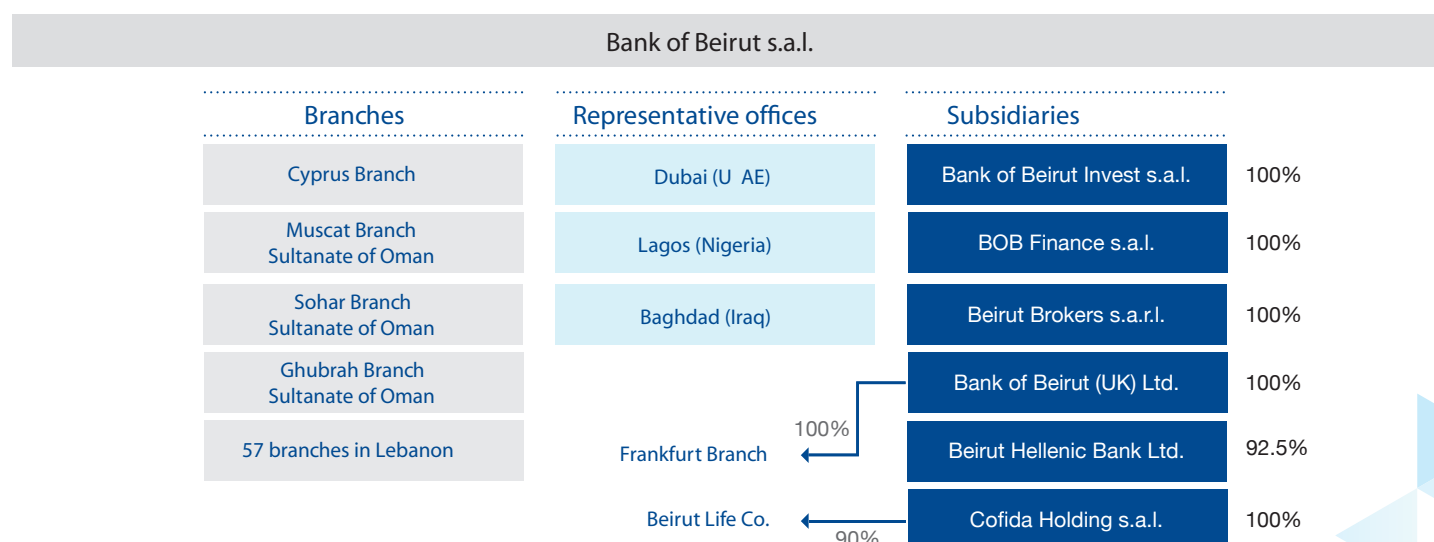 Bank of Beirut s.a.l.
Branches
Representative offices
Subsidiaries
Cyprus Branch
Dubai (U AE)
Bank of Beirut Invest s.a.l.
100%
Muscat Branch
Sultanate of Oman
Lagos (Nigeria)
BOB Finance s.a.l.
100%
Sohar Branch
Sultanate of Oman
Baghdad (Iraq)
Beirut Brokers s.a.r.l.
100%
Ghubrah Branch
Sultanate of Oman
Bank of Beirut (UK) Ltd.
100%
57 branches in Lebanon
100%
Frankfurt Branch
Beirut Hellenic Bank Ltd.
92.5%
Beirut Life Co.
90%
Cofida Holding s.a.l.
100%